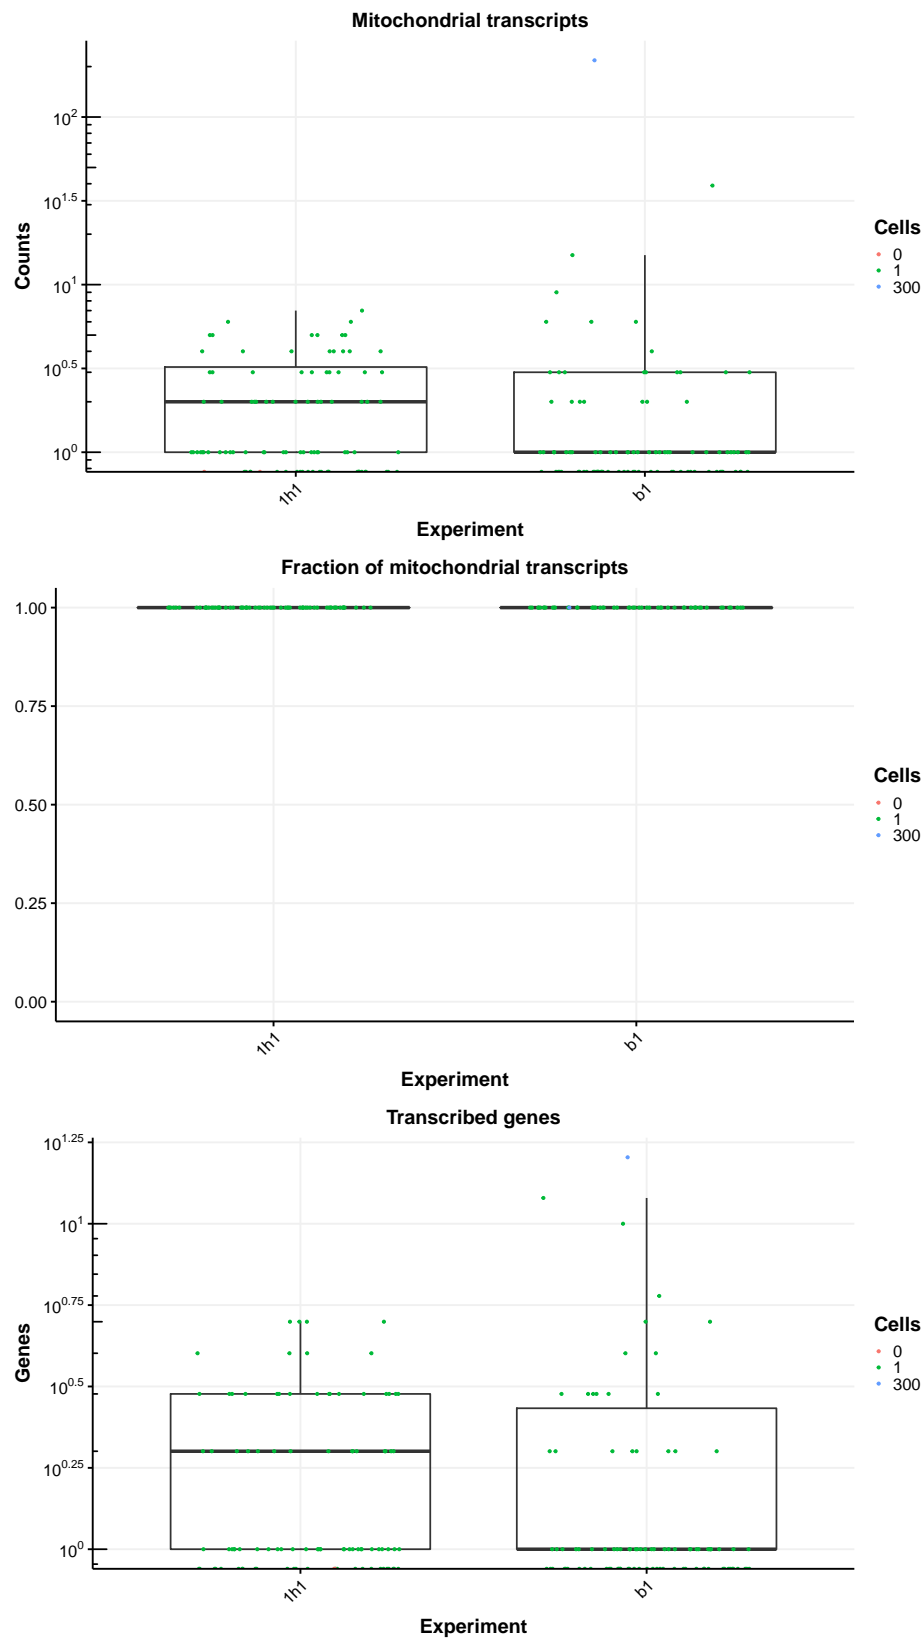 Mitochondrial transcripts
10^2
10^1.5
10^1
10^0.5
10^0
Counts
1h1
b1
Experiment
Cells
0
1
300
Fraction of mitochondrial transcripts
1.00
0.75
0.50
0.25
0.00
1h1
b1
Experiment
Cells
0
1
300
Transcribed genes
10^1.25
10^1
10^0.75
10^0.5
10^0.25
10^0
Genes
1h1
b1
Experiment
Cells
0
1
300